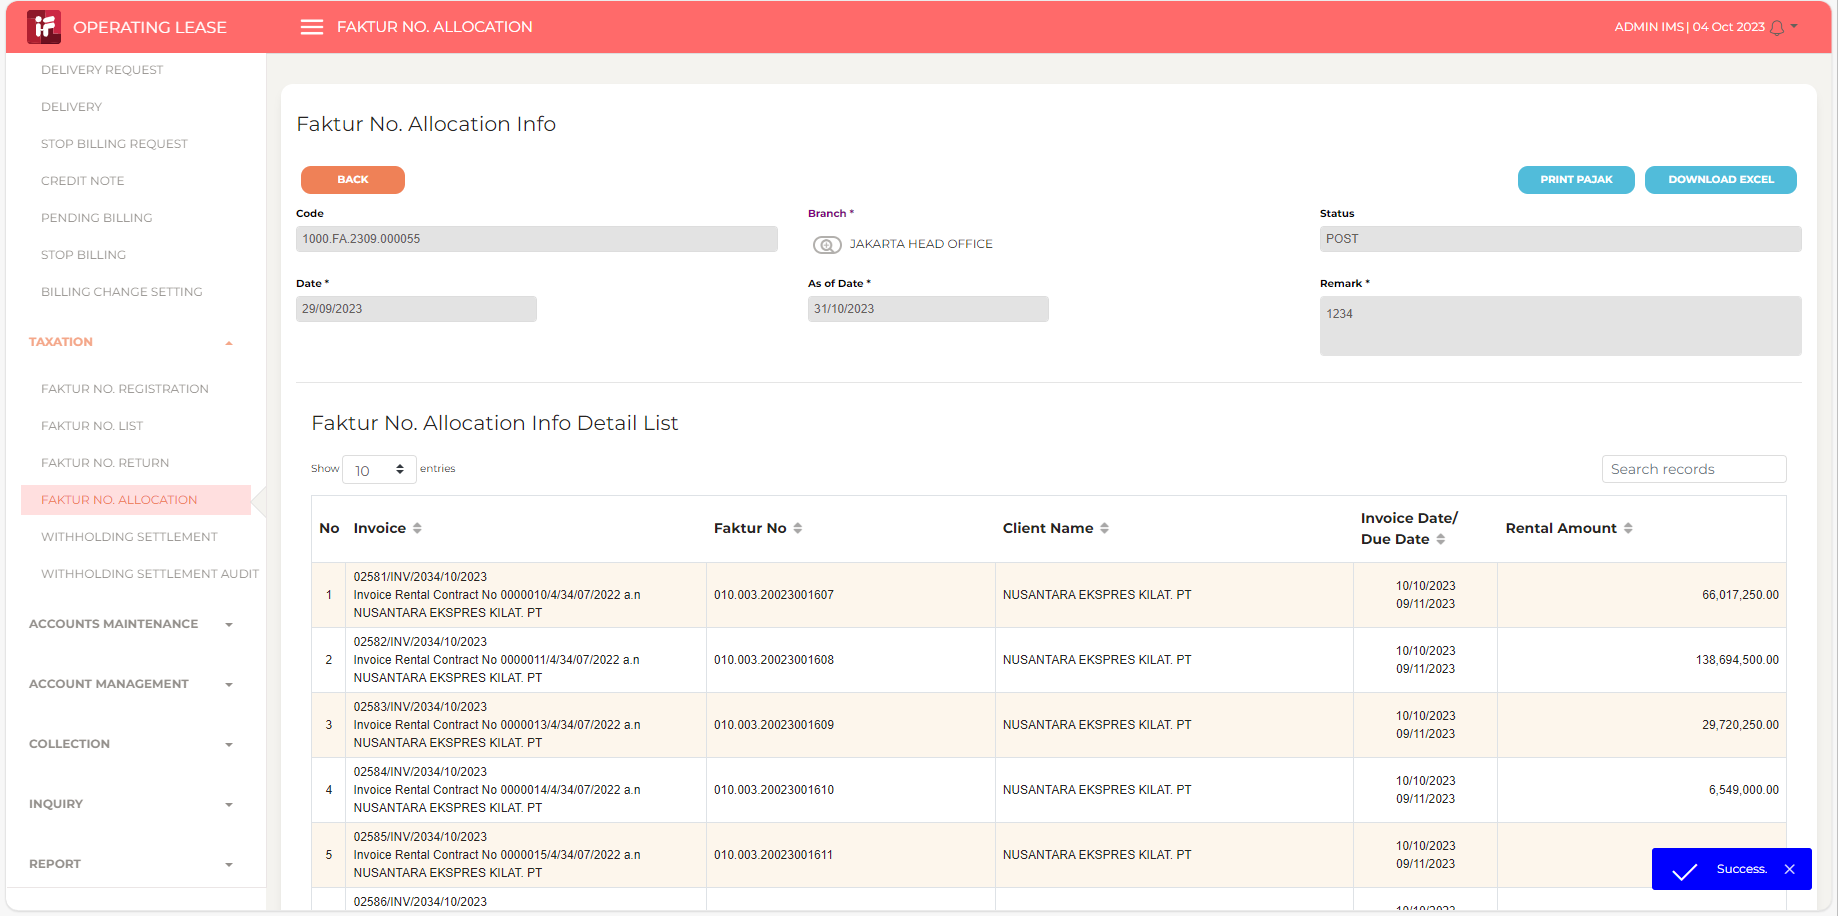 iF OPERATING LEASE
FAKTUR NO. ALLOCATION
ADMIN IMS | 04 Oct 2023
DELIVERY REQUEST
DELIVERY
STOP BILLING REQUEST
CREDIT NOTE
PENDING BILLING
STOP BILLING
BILLING CHANGE SETTING
TAXATION
FAKTUR NO. REGISTRATION
FAKTUR NO. LIST
FAKTUR NO. RETURN
FAKTUR NO. ALLOCATION
WITHHOLDING SETTLEMENT
WITHHOLDING SETTLEMENT AUDIT
ACCOUNTS MAINTENANCE
ACCOUNT MANAGEMENT
COLLECTION
INQUIRY
REPORT
Faktur No. Allocation Info
BACK
PRINT PAJAK
DOWNLOAD EXCEL
Code
1000.FA.2309.000055
Branch *
JAKARTA HEAD OFFICE
Status
POST
Date *
29/09/2023
As of Date *
31/10/2023
Remark *
1234
Faktur No. Allocation Info Detail List
Show 10 entries
Search records
No Invoice Faktur No Client Name Invoice Date/ Due Date Rental Amount
1
02581/INV/2034/10/2023
Invoice Rental Contract No 0000010/4/34/07/2022 a.n
NUSANTARA EKSPRES KILAT. PT
010.003.20023001607
NUSANTARA EKSPRES KILAT. PT
10/10/2023
09/11/2023
66,017,250.00
2
02582/INV/2034/10/2023
Invoice Rental Contract No 0000011/4/34/07/2022 a.n
NUSANTARA EKSPRES KILAT. PT
010.003.20023001608
NUSANTARA EKSPRES KILAT. PT
10/10/2023
09/11/2023
138,694,500.00
3
02583/INV/2034/10/2023
Invoice Rental Contract No 0000013/4/34/07/2022 a.n
NUSANTARA EKSPRES KILAT. PT
010.003.20023001609
NUSANTARA EKSPRES KILAT. PT
10/10/2023
09/11/2023
29,720,250.00
4
02584/INV/2034/10/2023
Invoice Rental Contract No 0000014/4/34/07/2022 a.n
NUSANTARA EKSPRES KILAT. PT
010.003.20023001610
NUSANTARA EKSPRES KILAT. PT
10/10/2023
09/11/2023
6,549,000.00
5
02585/INV/2034/10/2023
Invoice Rental Contract No 0000015/4/34/07/2022 a.n
NUSANTARA EKSPRES KILAT. PT
010.003.20023001611
NUSANTARA EKSPRES KILAT. PT
10/10/2023
09/11/2023
Success.
02586/INV/2034/10/2023